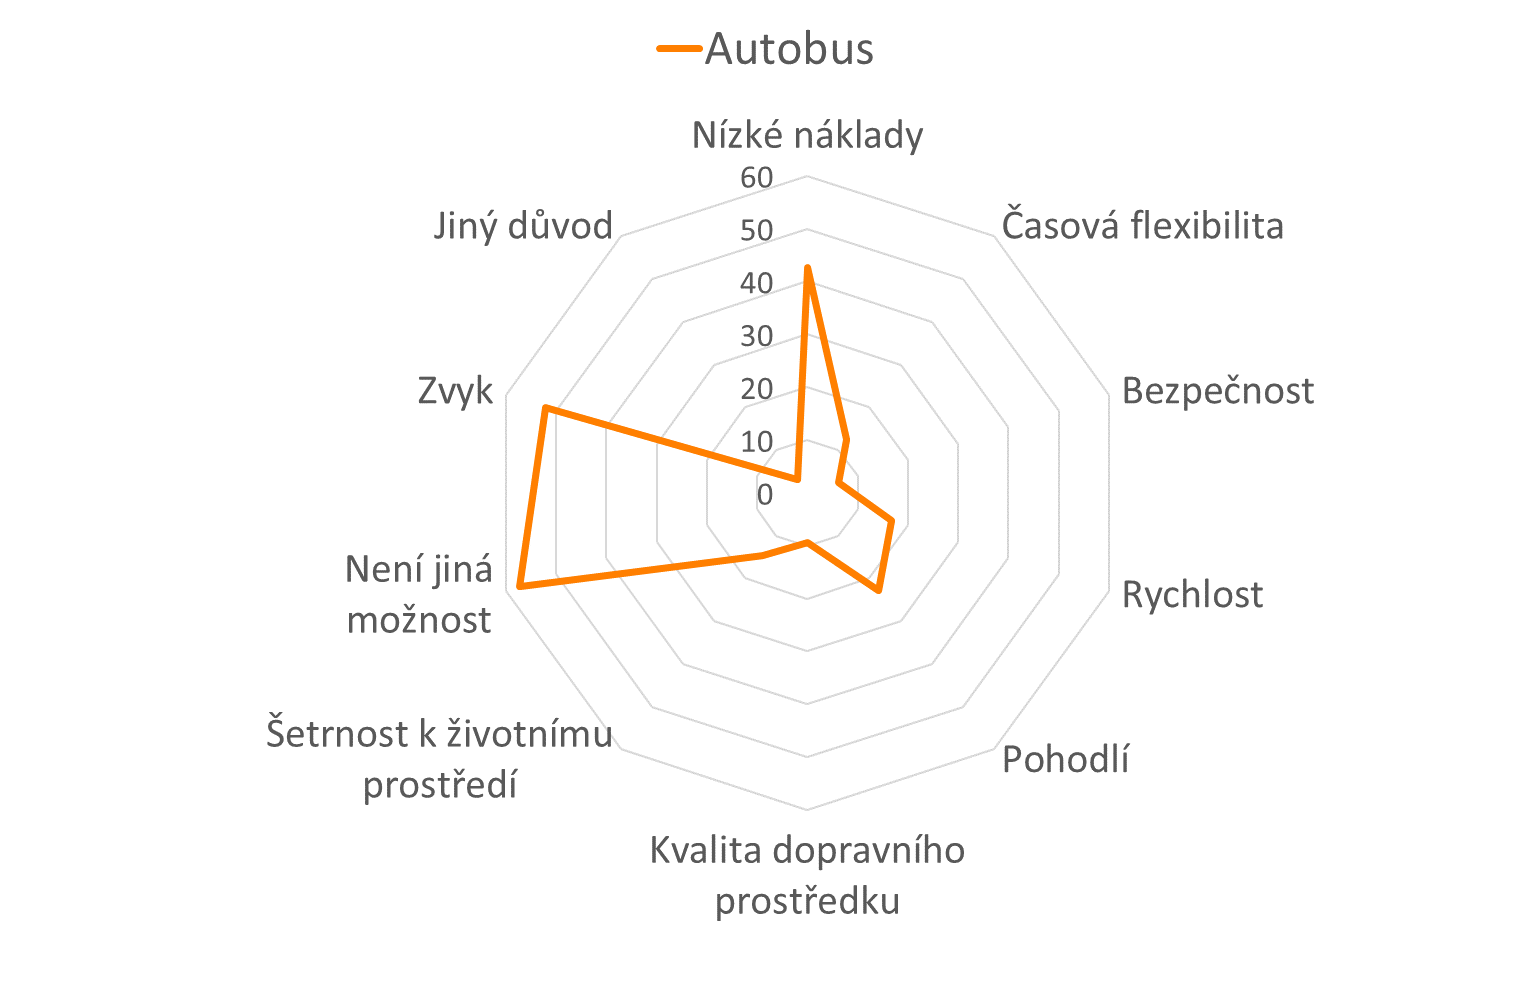 Autobus
Nízké náklady
60
50
40
30
20
10
0
Časová flexibilita
Bezpečnost
Rychlost
Pohodlí
Kvalita dopravního
prostředku
Šetrnost k životnímu
prostředí
Není jiná
možnost
Zvyk
Jiný důvod